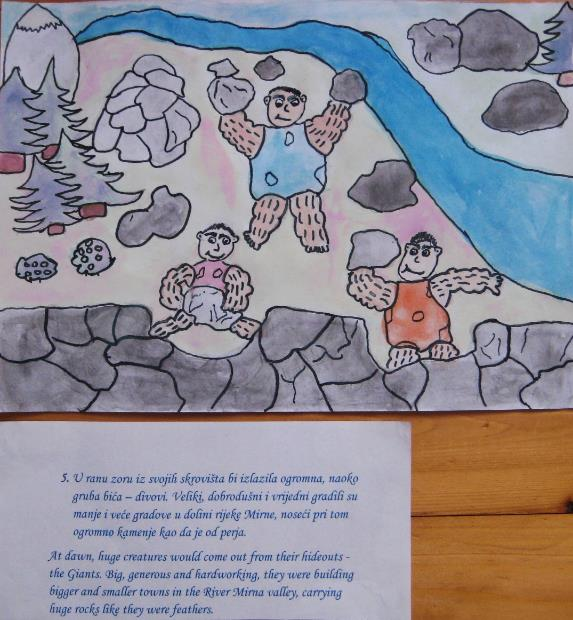 5. U ranu zoru iz svojih skrovišta bi izlazila ogromna, naoko
gruba bića – divovi. Veliki, dobrodušni i vrijedni gradili su
manje i veće gradove u dolini rijeke Mirne, noseći pri tom
ogromno kamenje kao da je od perja.
At dawn, huge creatures would come out from their hideouts -
the Giants. Big, generous and hardworking, they were building
bigger and smaller towns in the River Mirna valley, carrying
huge rocks like they were feathers.